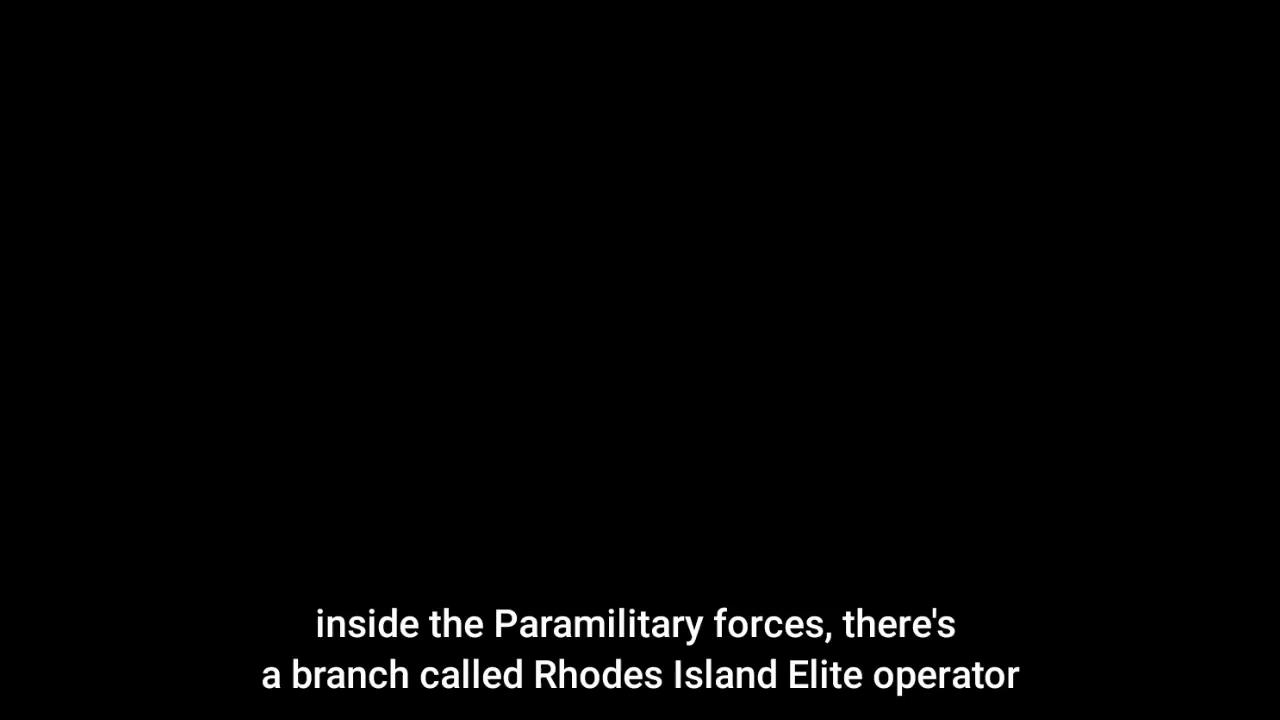 inside the Paramilitary forces, there's
a branch called Rhodes Island Elite operator